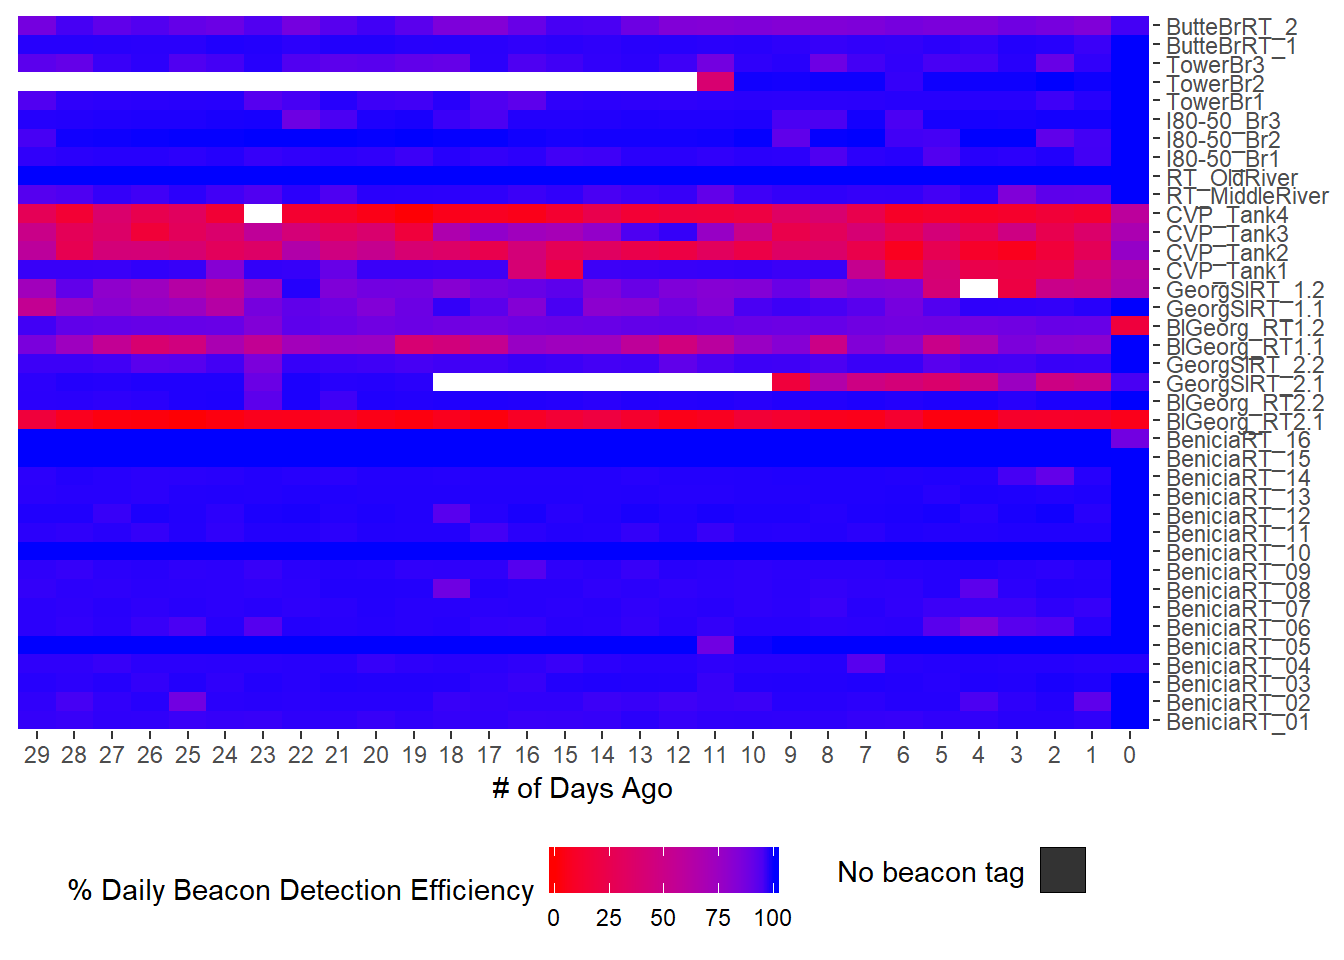 ButteBrRT_2
ButteBrRT_1
TowerBr3
TowerBr2
TowerBr1
I80-50_Br3
I80-50_Br2
I80-50_Br1
RT_OldRiver
RT_MiddleRiver
CVP_Tank4
CVP_Tank3
CVP_Tank2
CVP_Tank1
GeorgSlRT_1.2
GeorgSlRT_1.1
BlGeorg_RT1.2
BlGeorg_RT1.1
GeorgSlRT_2.2
GeorgSlRT_2.1
BlGeorg_RT2.2
BlGeorg_RT2.1
BeniciaRT_16
BeniciaRT_15
BeniciaRT_14
BeniciaRT_13
BeniciaRT_12
BeniciaRT_11
BeniciaRT_10
BeniciaRT_09
BeniciaRT_08
BeniciaRT_07
BeniciaRT_06
BeniciaRT_05
BeniciaRT_04
BeniciaRT_03
BeniciaRT_02
BeniciaRT_01
29 28 27 26 25 24 23 22 21 20 19 18 17 16 15 14 13 12 11 10 9 8 7 6 5 4 3 2 1 0
# of Days Ago
% Daily Beacon Detection Efficiency
0 25 50 75 100
No beacon tag